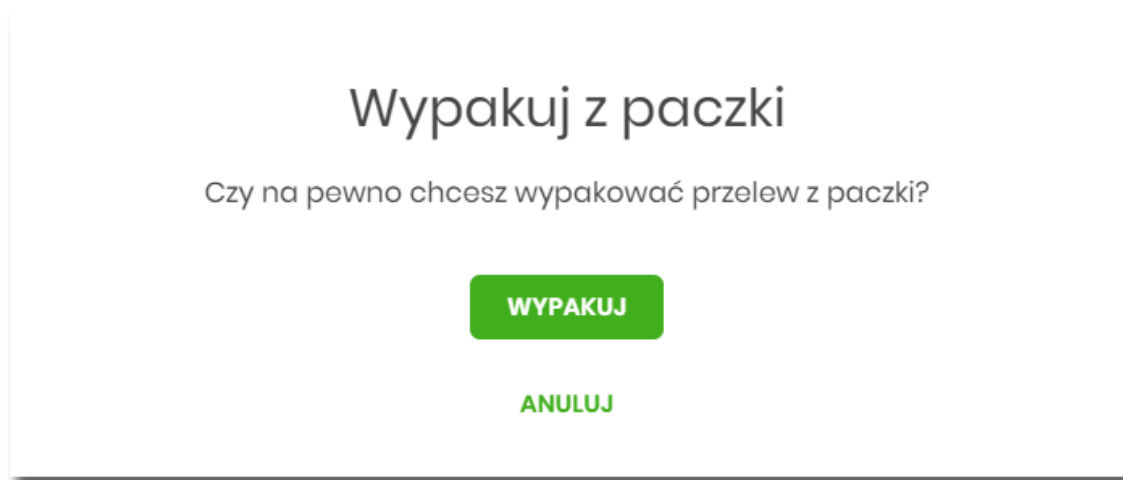 Wypakuj z paczki
Czy na pewno chcesz wypakować przelew z paczki?
WYPAKUJ
ANULUJ